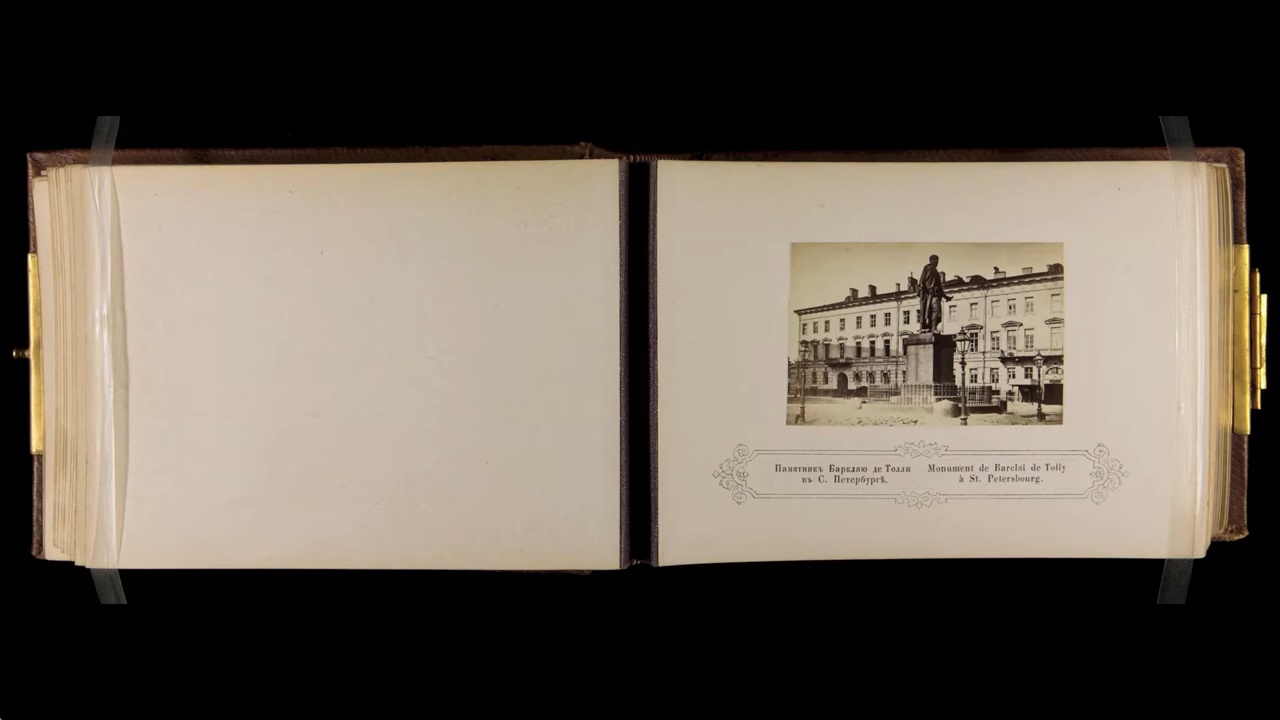 Памятникъ Барклаю де Толли
въ С. Петербургѣ.
Monument de Barclai de Tolly
à St. Petersbourg.